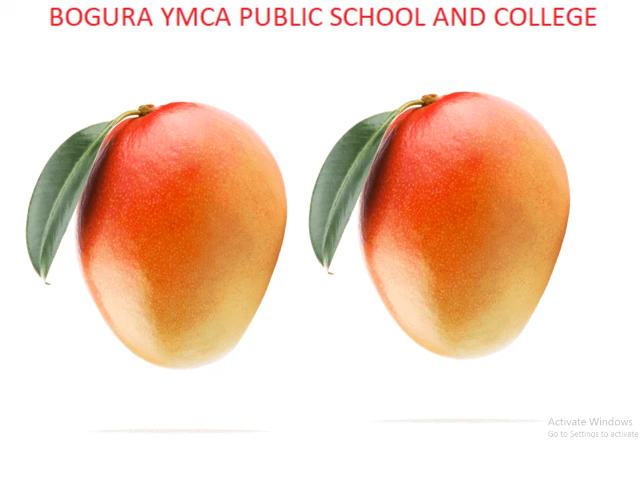 BOGURA YMCA PUBLIC SCHOOL AND COLLEGE
Activate Windows
Go to Settings to activate